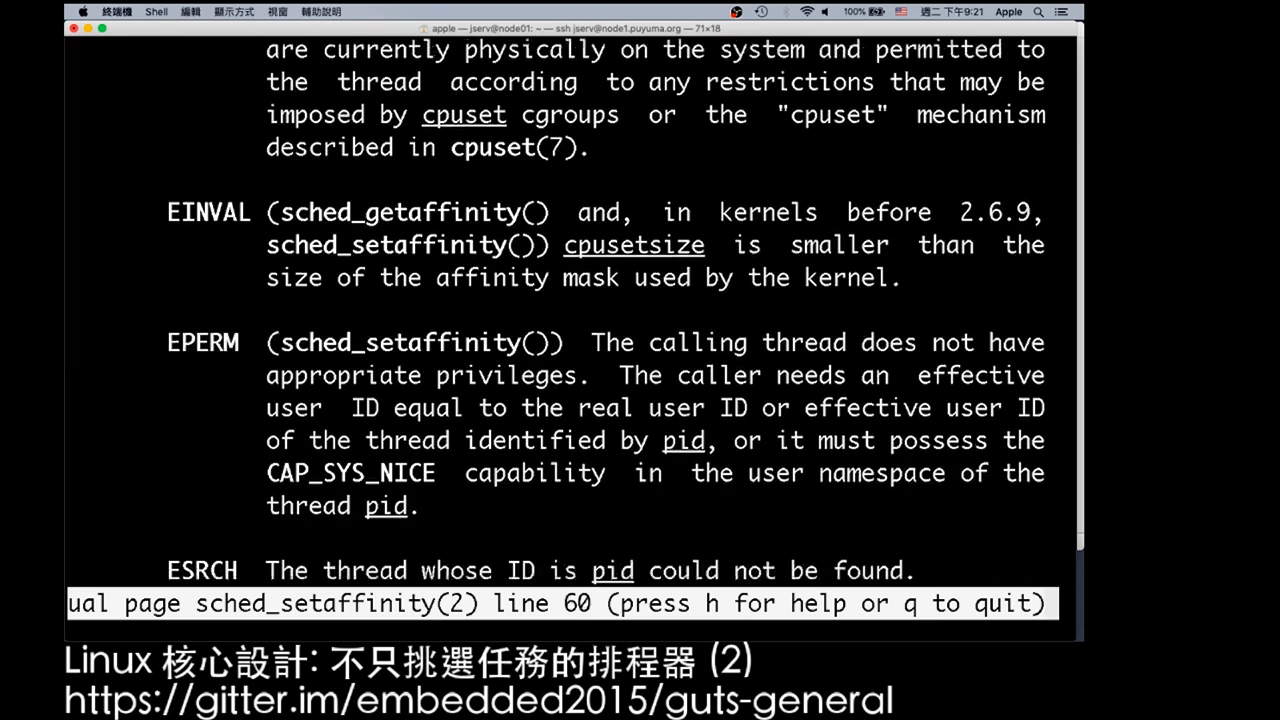 終端機 Shell 編輯 顯示方式 視窗 輔助說明 100% 週二 下午9:21 Apple
apple — jserv@node01: ~ — ssh jserv@node1.puyuma.org — 71×18
are currently physically on the system and permitted to
the thread according to any restrictions that may be
imposed by cpuset cgroups or the "cpuset" mechanism
described in cpuset(7).
EINVAL (sched_getaffinity() and, in kernels before 2.6.9,
sched_setaffinity()) cpusetsize is smaller than the
size of the affinity mask used by the kernel.
EPERM (sched_setaffinity()) The calling thread does not have
appropriate privileges. The caller needs an effective
user ID equal to the real user ID or effective user ID
of the thread identified by pid, or it must possess the
CAP_SYS_NICE capability in the user namespace of the
thread pid.
ESRCH The thread whose ID is pid could not be found.
ual page sched_setaffinity(2) line 60 (press h for help or q to quit)
Linux 核心設計: 不只挑選任務的排程器 (2)
https://gitter.im/embedded2015/guts-general